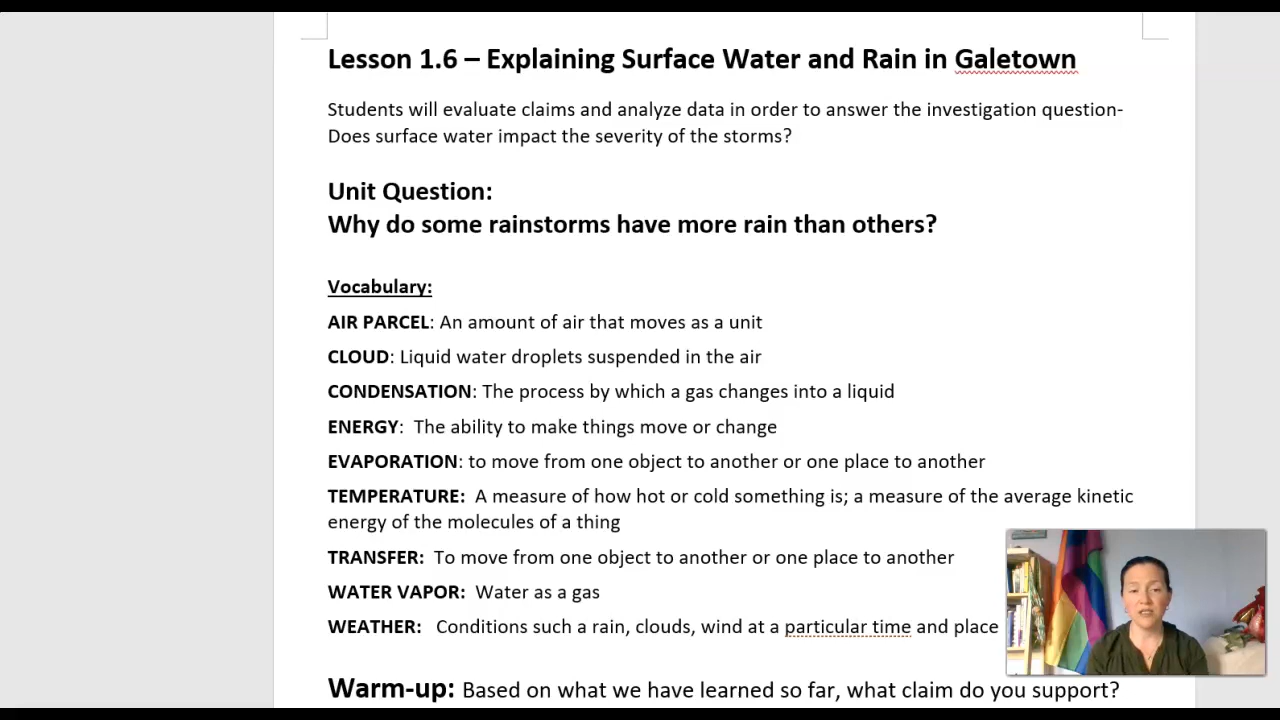 Lesson 1.6 – Explaining Surface Water and Rain in Galetown
Students will evaluate claims and analyze data in order to answer the investigation question-
Does surface water impact the severity of the storms?
Unit Question:
Why do some rainstorms have more rain than others?
Vocabulary:
AIR PARCEL: An amount of air that moves as a unit
CLOUD: Liquid water droplets suspended in the air
CONDENSATION: The process by which a gas changes into a liquid
ENERGY:  The ability to make things move or change
EVAPORATION: to move from one object to another or one place to another
TEMPERATURE:  A measure of how hot or cold something is; a measure of the average kinetic
energy of the molecules of a thing
TRANSFER:  To move from one object to another or one place to another
WATER VAPOR:  Water as a gas
WEATHER:   Conditions such a rain, clouds, wind at a particular time and place
Warm-up: Based on what we have learned so far, what claim do you support?